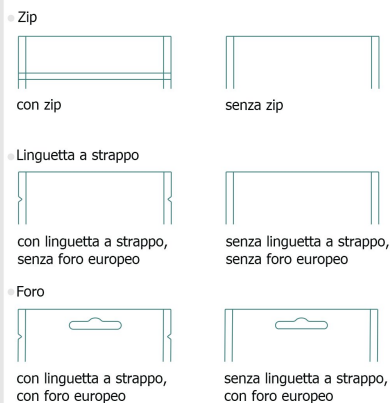 Zip
con zip
senza zip
Linguetta a strappo
con linguetta a strappo,
senza foro europeo
senza linguetta a strappo,
senza foro europeo
Foro
con linguetta a strappo,
con foro europeo
senza linguetta a strappo,
con foro europeo